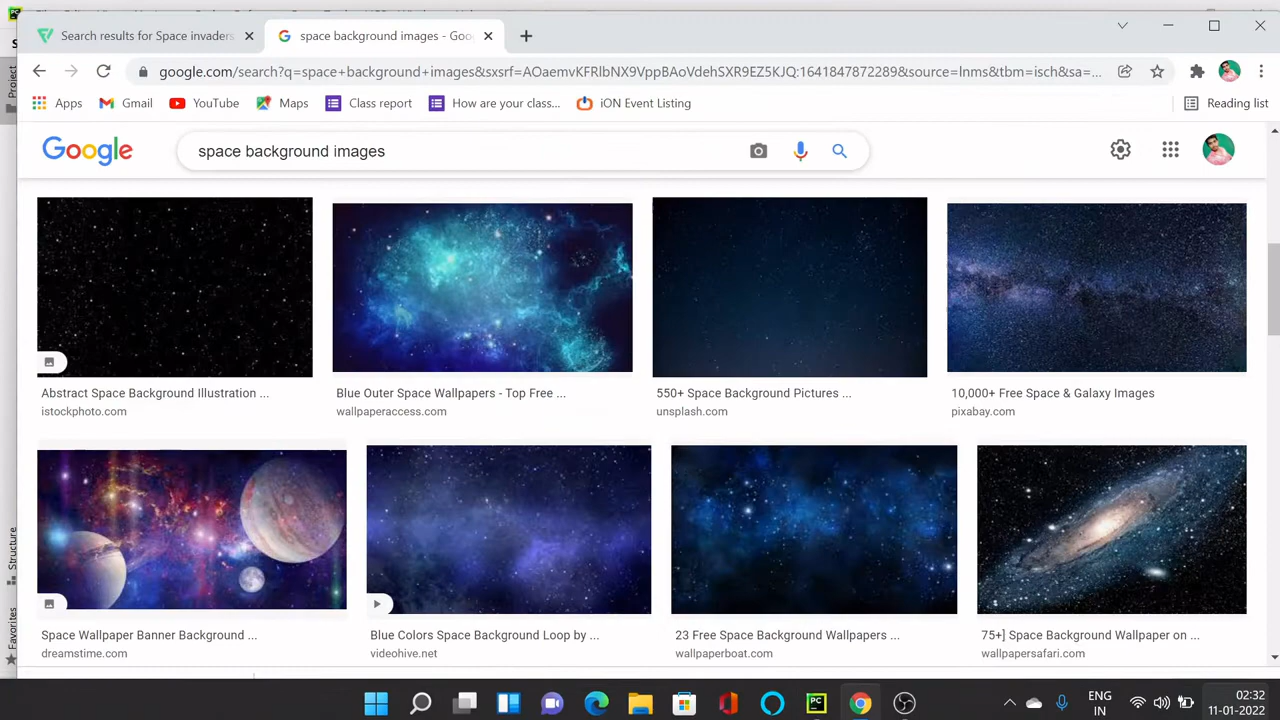 Search results for Space invaders
space background images - Goo
google.com/search?q=space+background+images&sxsrf=AOaemvKFRlbNX9VppBAoVdehSXR9EZ5KJQ:1641847872289&source=lnms&tbm=isch&sa=...
Apps
Gmail
YouTube
Maps
Class report
How are your class...
iON Event Listing
Reading list
Project
Google
space background images
Abstract Space Background Illustration ...
istockphoto.com
Blue Outer Space Wallpapers - Top Free ...
wallpaperaccess.com
550+ Space Background Pictures ...
unsplash.com
10,000+ Free Space & Galaxy Images
pixabay.com
Structure
Favorites
Space Wallpaper Banner Background ...
dreamstime.com
Blue Colors Space Background Loop by ...
videohive.net
23 Free Space Background Wallpapers ...
wallpaperboat.com
75+] Space Background Wallpaper on ...
wallpapersafari.com
PC
ENG
IN
02:32
11-01-2022